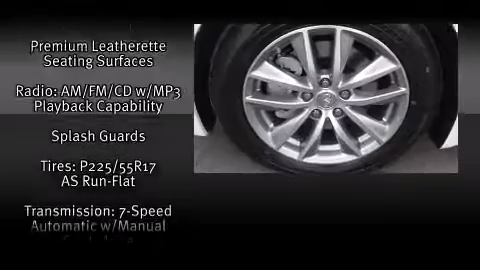 Premium Leatherette
Seating Surfaces
Radio: AM/FM/CD w/MP3
Playback Capability
Splash Guards
Tires: P225/55R17
AS Run-Flat
Transmission: 7-Speed
Automatic w/Manual